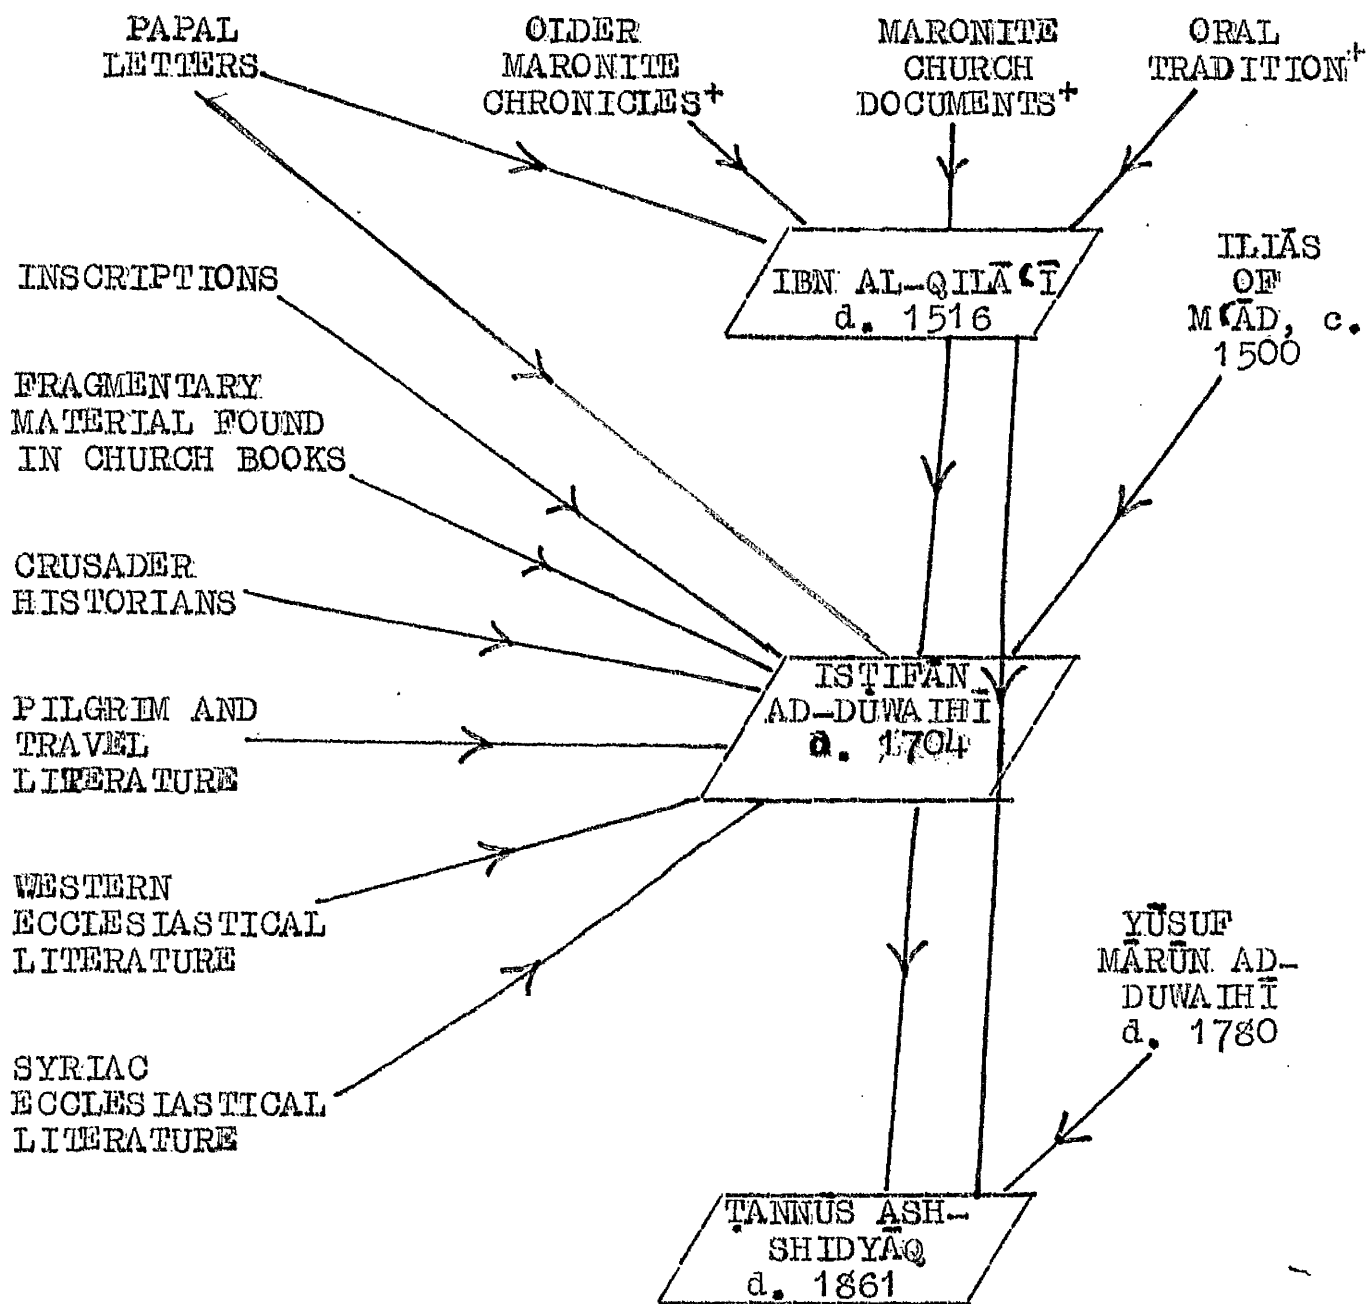 PAPAL
LETTERS
OLDER
MARONITE
CHRONICLES+
MARONITE
CHURCH
DOCUMENTS+
ORAL
TRADITION+
IBN AL-QILĀʿĪ
d. 1516
ILIĀS
OF
MʿĀD, c.
1500
INSCRIPTIONS
FRAGMENTARY
MATERIAL FOUND
IN CHURCH BOOKS
CRUSADER
HISTORIANS
PILGRIM AND
TRAVEL
LITERATURE
WESTERN
ECCLESIASTICAL
LITERATURE
SYRIAC
ECCLESIASTICAL
LITERATURE
ISṬIFĀN
AD-DUWAIHĪ
d. 1704
YŪSUF
MĀRŪN AD-
DUWAIHĪ
d. 1780
ṬANNŪS ASH-
SHIDYĀQ
d. 1861